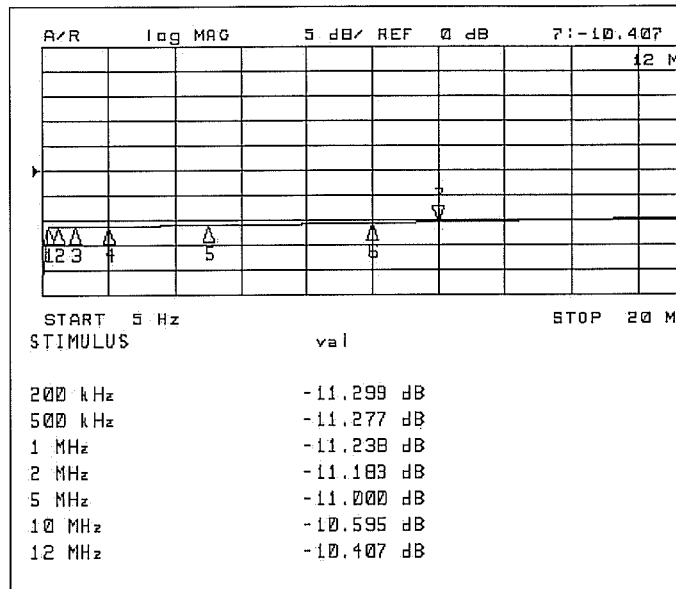 A/R log MAG 5 dB/ REF 0 dB 7:-10.407
12 M
7
1 2 3 4 5 6
START 5 Hz STOP 20 M
STIMULUS val
200 kHz -11.299 dB
500 kHz -11.277 dB
1 MHz -11.238 dB
2 MHz -11.183 dB
5 MHz -11.000 dB
10 MHz -10.595 dB
12 MHz -10.407 dB